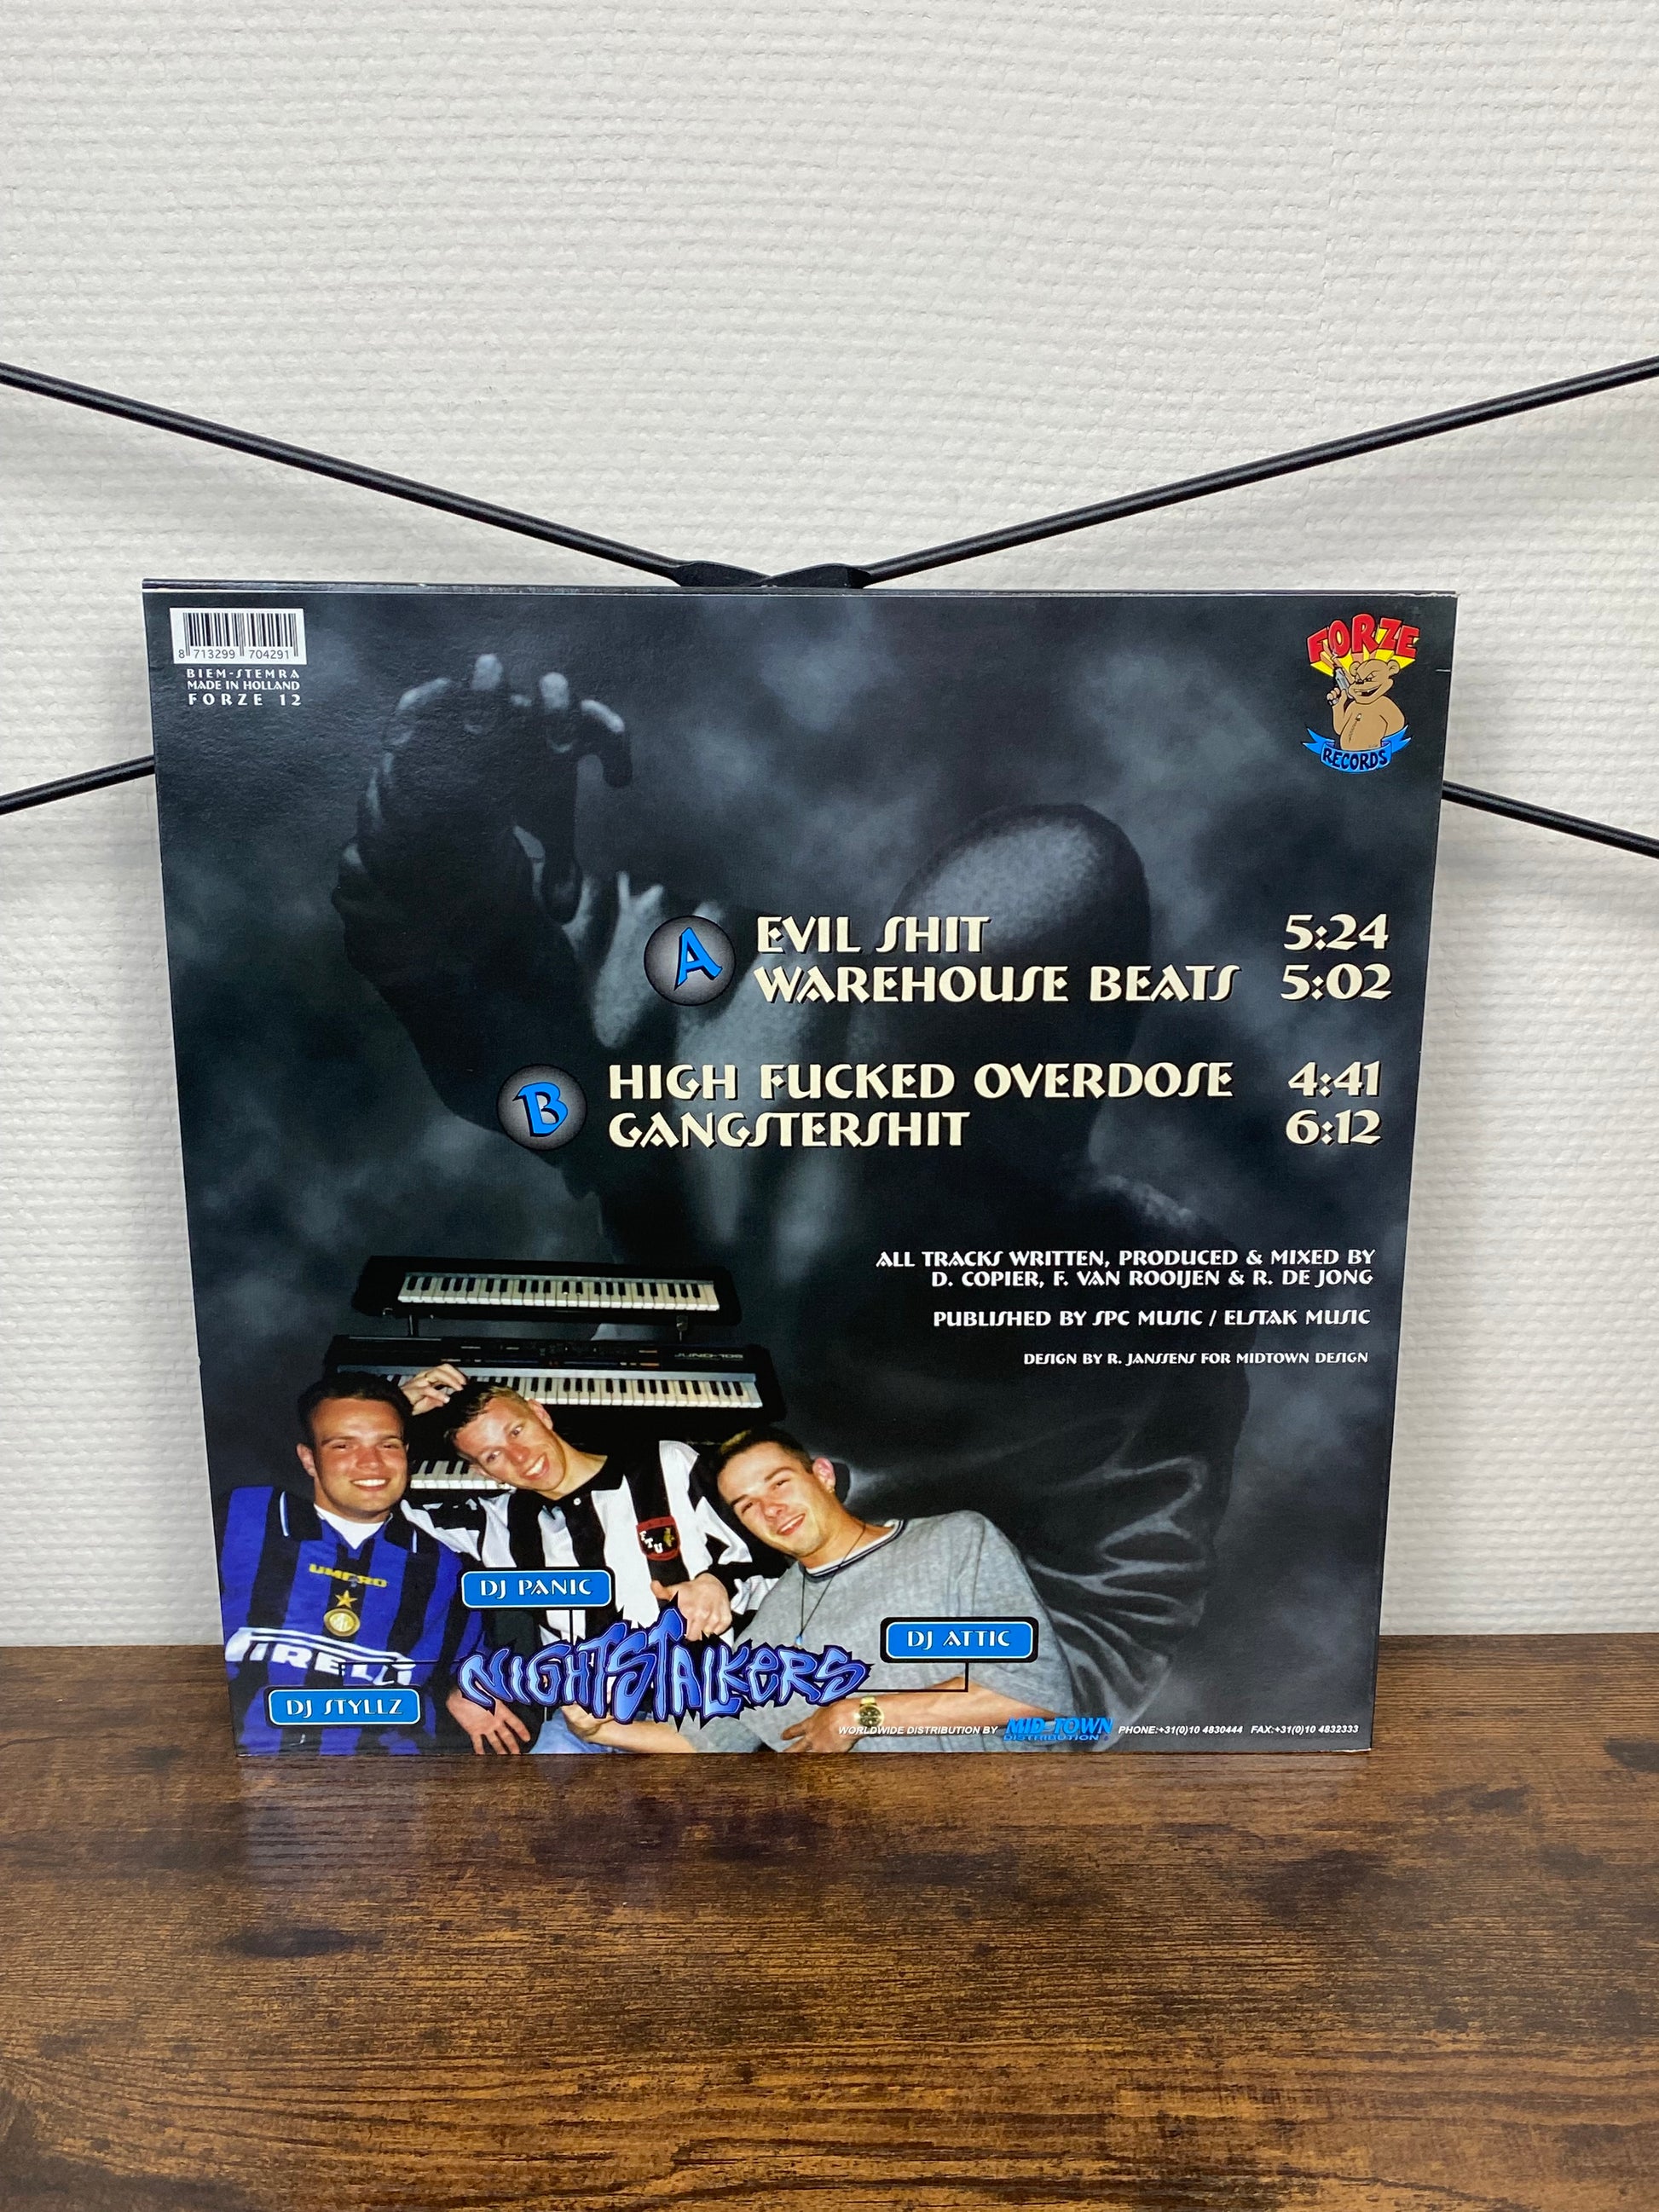 8 713299 704291
BIEM-STEMRA
MADE IN HOLLAND
FORZE 12
FORZE
RECORDS
A
EVIL SHIT 5:24
WAREHOUSE BEATS 5:02
B
HIGH FUCKED OVERDOSE 4:41
GANGSTERSHIT 6:12
ALL TRACKS WRITTEN, PRODUCED & MIXED BY
D. COPIER, F. VAN ROOIJEN & R. DE JONG
PUBLISHED BY SPC MUSIC / ELSTAK MUSIC
DESIGN BY R. JANSSENS FOR MIDTOWN DESIGN
JUNO-106
UMBRO
FTU
PIRELLI
DJ PANIC
DJ ATTIC
NIGHTSTALKERS
DJ STYLLZ
WORLDWIDE DISTRIBUTION BY MID-TOWN DISTRIBUTION PHONE:+31(0)10 4830444 FAX:+31(0)10 4832333